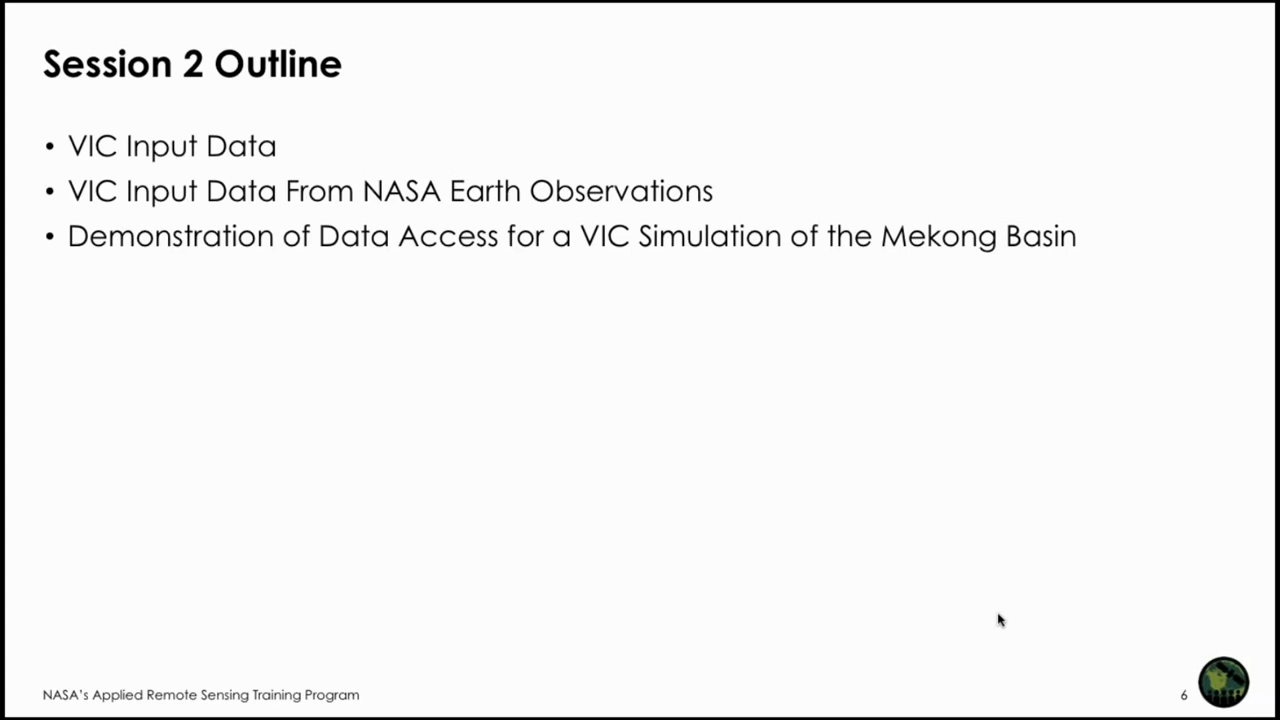 Session 2 Outline
• VIC Input Data
• VIC Input Data From NASA Earth Observations
• Demonstration of Data Access for a VIC Simulation of the Mekong Basin
NASA's Applied Remote Sensing Training Program
6